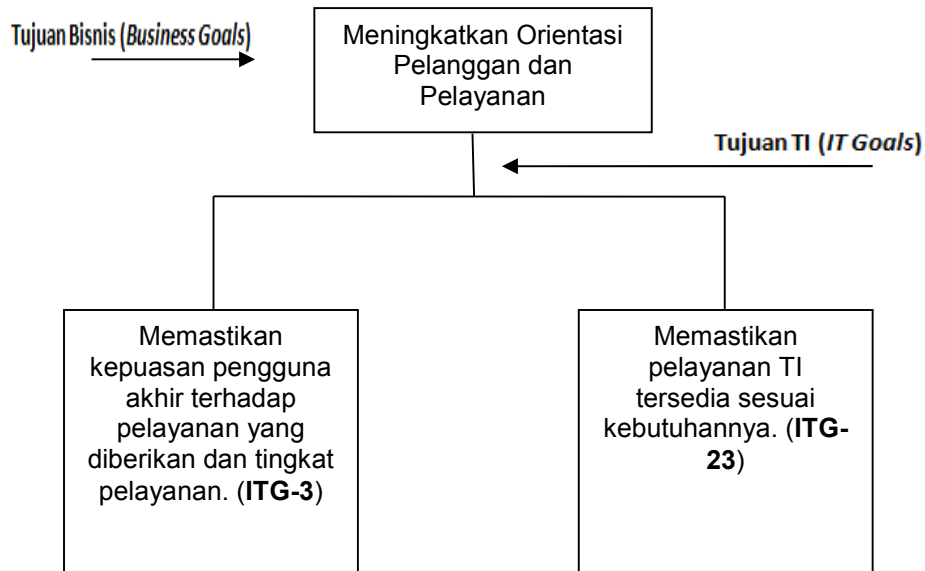 Tujuan Bisnis (Business Goals)
Meningkatkan Orientasi
Pelanggan dan
Pelayanan
Tujuan TI (IT Goals)
Memastikan
kepuasan pengguna
akhir terhadap
pelayanan yang
diberikan dan tingkat
pelayanan. (ITG-3)
Memastikan
pelayanan TI
tersedia sesuai
kebutuhannya. (ITG-
23)